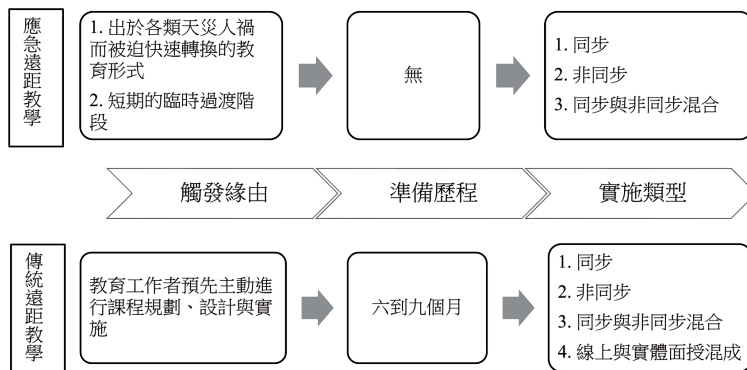 應急遠距教學
1. 出於各類天災人禍
而被迫快速轉換的教
育形式
2. 短期的臨時過渡階
段
無
1. 同步
2. 非同步
3. 同步與非同步混合
觸發緣由
準備歷程
實施類型
傳統遠距教學
教育工作者預先主動進
行課程規劃、設計與實
施
六到九個月
1. 同步
2. 非同步
3. 同步與非同步混合
4. 線上與實體面授混成